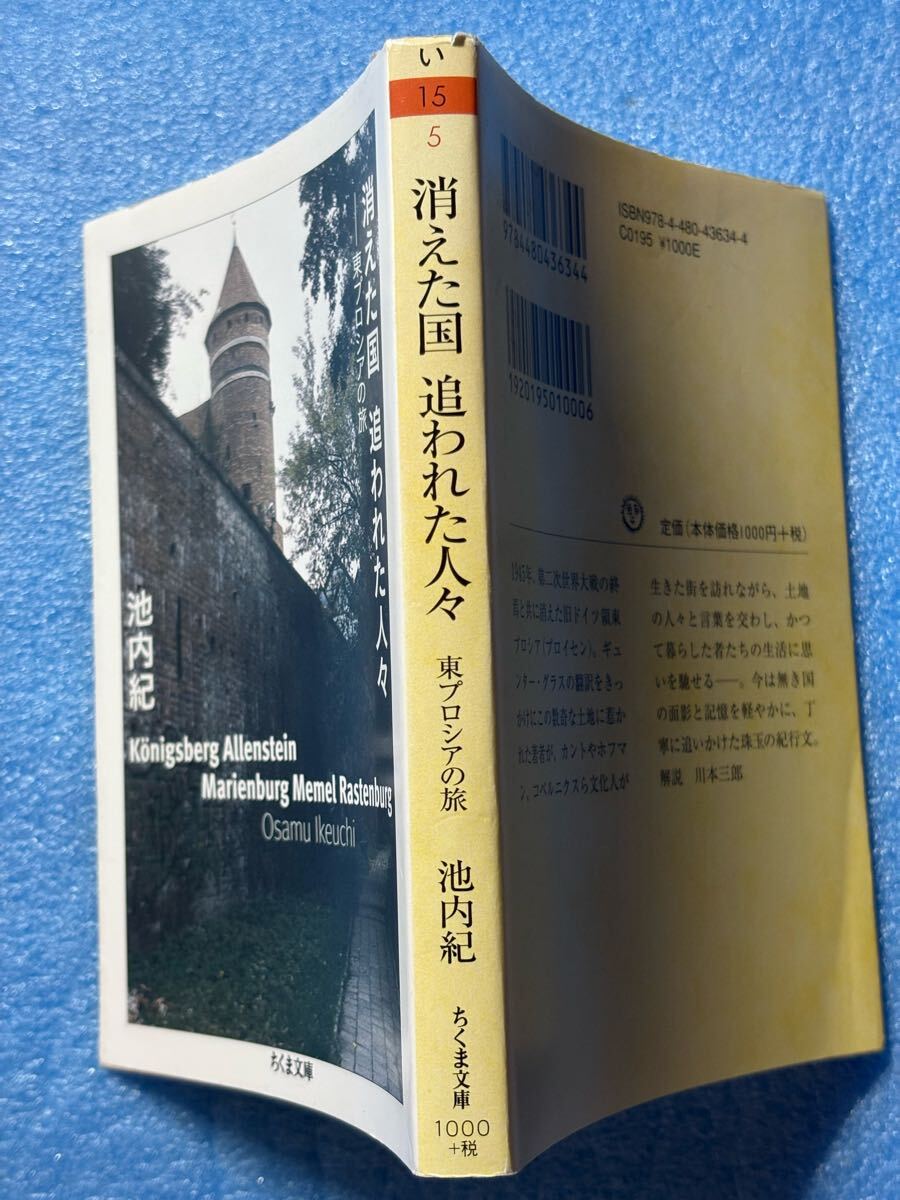 消えた国 追われた人々
――東プロシアの旅
池内紀
Königsberg Allenstein
Marienburg Memel Rastenburg
Osamu Ikeuchi
ちくま文庫
い
15
5
消えた国 追われた人々
東プロシアの旅
池内紀
ちくま文庫
1000
+税
9784480436344
ISBN978-4-480-43634-4
C0195 ¥1000E
1920195010006
定価(本体価格1000円+税)
1945年、第二次世界大戦の終
焉と共に消えた旧ドイツ領東
プロシア(プロイセン)。ギュ
ンター・グラスの翻訳をきっ
かけにこの数奇な土地に惹か
れた著者が、カントやホフマ
ン、コペルニクスら文化人が
生きた街を訪れながら、土地
の人々と言葉を交わし、かつ
て暮らした者たちの生活に思
いを馳せる――。今は無き国
の面影と記憶を軽やかに、丁
寧に追いかけた珠玉の紀行文。
解説 川本三郎